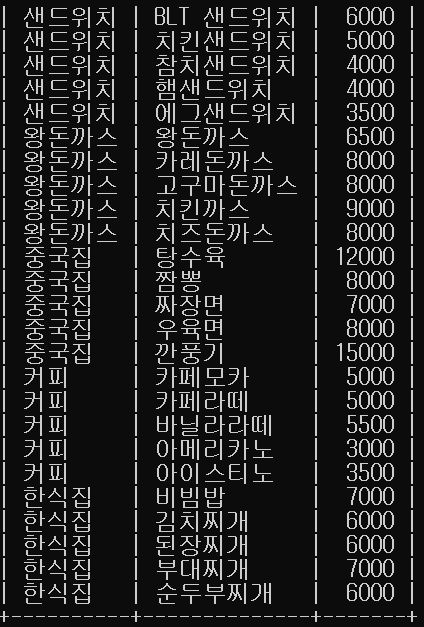 | 샌드위치 | BLT 샌드위치 | 6000 |
| 샌드위치 | 치킨샌드위치 | 5000 |
| 샌드위치 | 참치샌드위치 | 4000 |
| 샌드위치 | 햄샌드위치 | 4000 |
| 샌드위치 | 에그샌드위치 | 3500 |
| 왕돈까스 | 왕돈까스 | 6500 |
| 왕돈까스 | 카레돈까스 | 8000 |
| 왕돈까스 | 고구마돈까스 | 8000 |
| 왕돈까스 | 치킨까스 | 9000 |
| 왕돈까스 | 치즈돈까스 | 8000 |
| 중국집 | 탕수육 | 12000 |
| 중국집 | 짬뽕 | 8000 |
| 중국집 | 짜장면 | 7000 |
| 중국집 | 우육면 | 8000 |
| 중국집 | 깐풍기 | 15000 |
| 커피 | 카페모카 | 5000 |
| 커피 | 카페라떼 | 5000 |
| 커피 | 바닐라라떼 | 5500 |
| 커피 | 아메리카노 | 3000 |
| 커피 | 아이스티노 | 3500 |
| 한식집 | 비빔밥 | 7000 |
| 한식집 | 김치찌개 | 6000 |
| 한식집 | 된장찌개 | 6000 |
| 한식집 | 부대찌개 | 7000 |
| 한식집 | 순두부찌개 | 6000 |